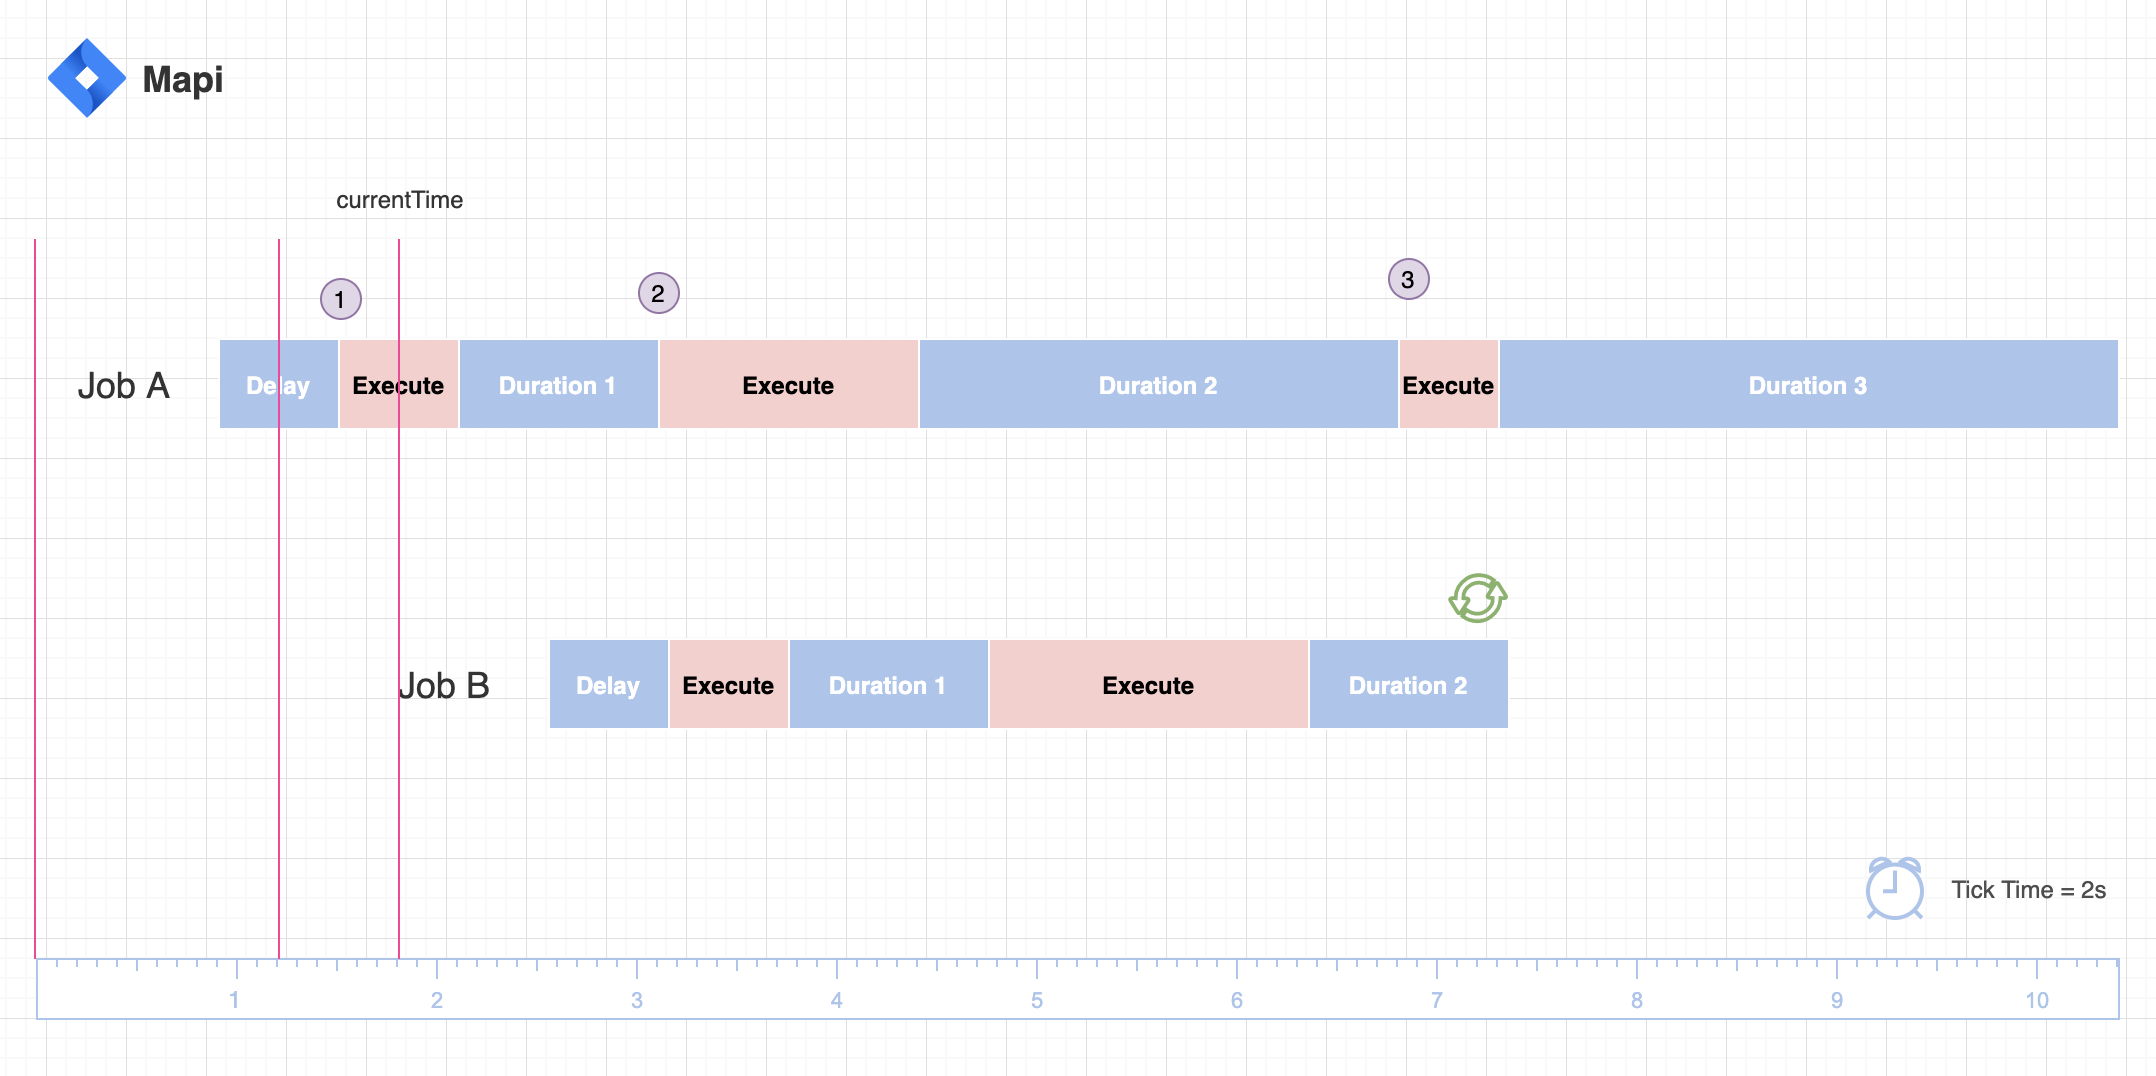 Mapi
currentTime
1
2
3
Job A
Delay
Execute
Duration 1
Execute
Duration 2
Execute
Duration 3
Job B
Delay
Execute
Duration 1
Execute
Duration 2
Tick Time = 2s
1 2 3 4 5 6 7 8 9 10